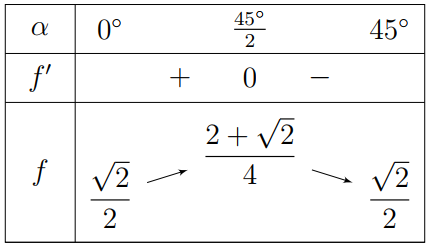 α 0° 45°/2 45°
f′ + 0 −
f √2/2 (2 + √2)/4 √2/2